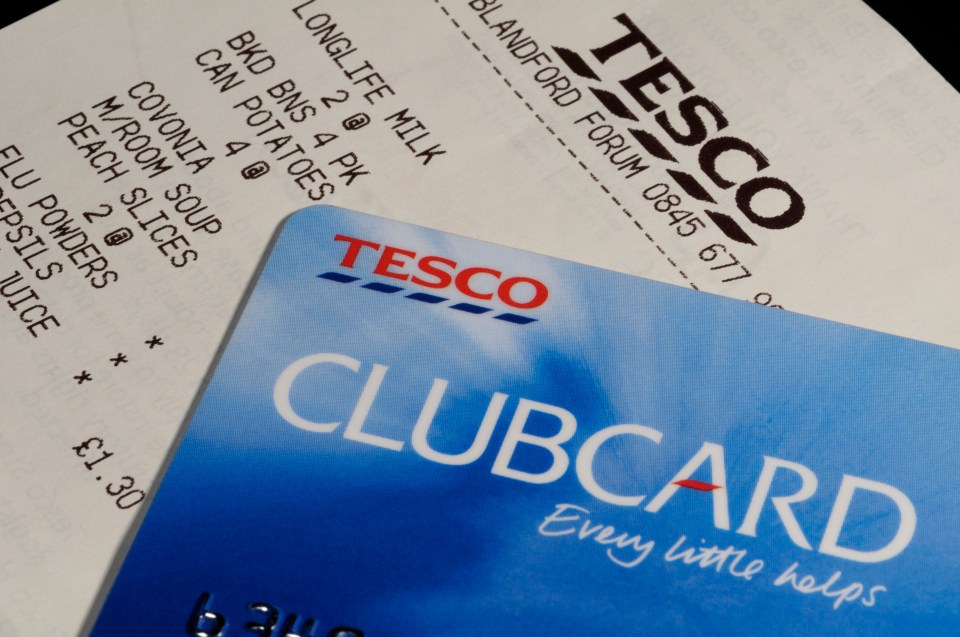 TESCO
BLANDFORD FORUM 0845 677
LONGLIFE MILK
2 @
BKD BNS 4 PK
CAN POTATOES
4 @
COVONIA
M/ROOM SOUP
PEACH SLICES
2 @
FLU POWDERS
JUICE
*
*
*
£1.30
TESCO
CLUBCARD
Every little helps